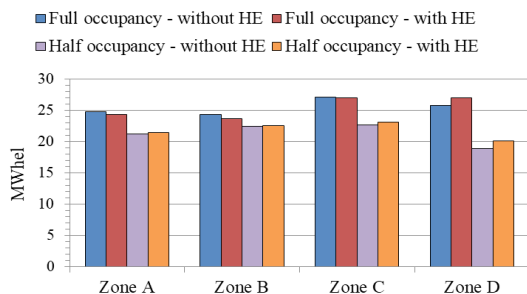 Full occupancy - without HE Full occupancy - with HE
Half occupancy - without HE Half occupancy - with HE
30
25
20
15
10
5
0
MWhel
Zone A Zone B Zone C Zone D